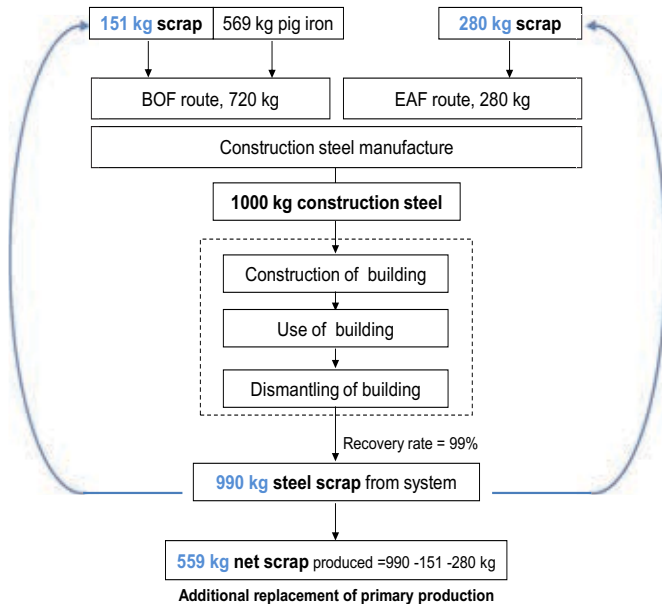 151 kg scrap
569 kg pig iron
280 kg scrap
BOF route, 720 kg
EAF route, 280 kg
Construction steel manufacture
1000 kg construction steel
Construction of building
Use of building
Dismantling of building
Recovery rate = 99%
990 kg steel scrap from system
559 kg net scrap produced =990 -151 -280 kg
Additional replacement of primary production